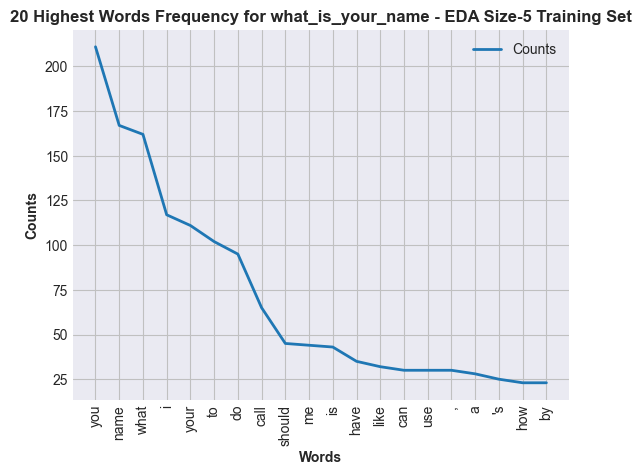 20 Highest Words Frequency for what_is_your_name - EDA Size-5 Training Set
Counts
200
175
150
125
100
75
50
25
Counts
you
name
what
i
your
to
do
call
should
me
is
have
like
can
use
,
a
's
how
by
Words